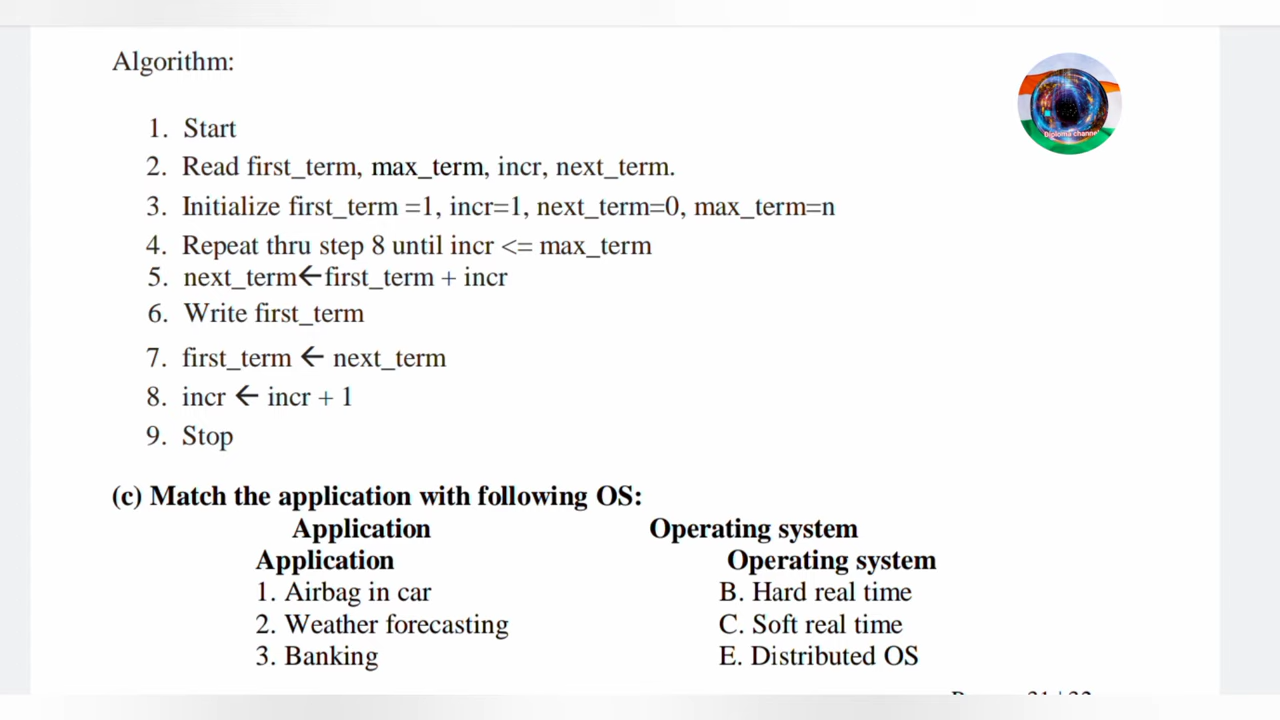 Algorithm:
Diploma channel
1. Start
2. Read first_term, max_term, incr, next_term.
3. Initialize first_term =1, incr=1, next_term=0, max_term=n
4. Repeat thru step 8 until incr <= max_term
5. next_term←first_term + incr
6. Write first_term
7. first_term ← next_term
8. incr ← incr + 1
9. Stop
(c) Match the application with following OS:
Application Operating system
Application Operating system
1. Airbag in car B. Hard real time
2. Weather forecasting C. Soft real time
3. Banking E. Distributed OS